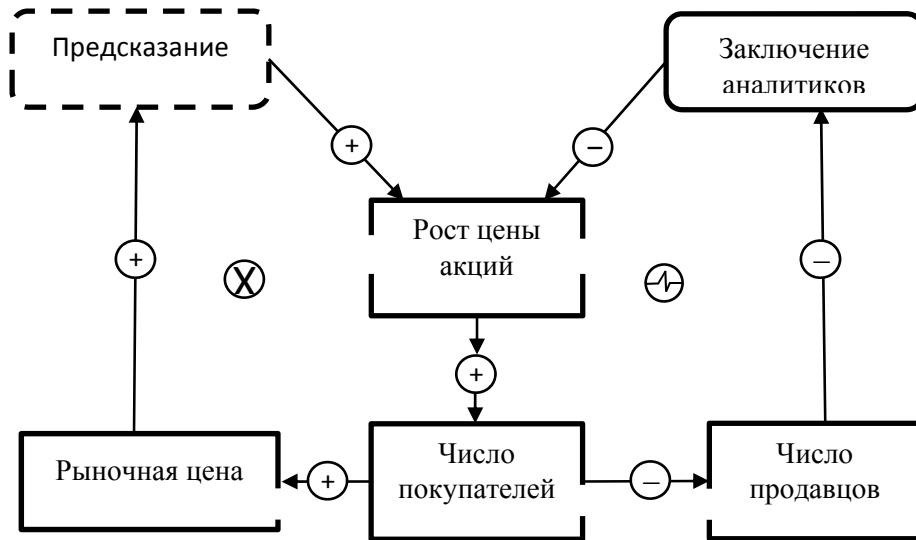 Предсказание
Заключение
аналитиков
+
–
Рост цены
акций
+
X
–
+
Рыночная цена
+
Число
покупателей
–
Число
продавцов